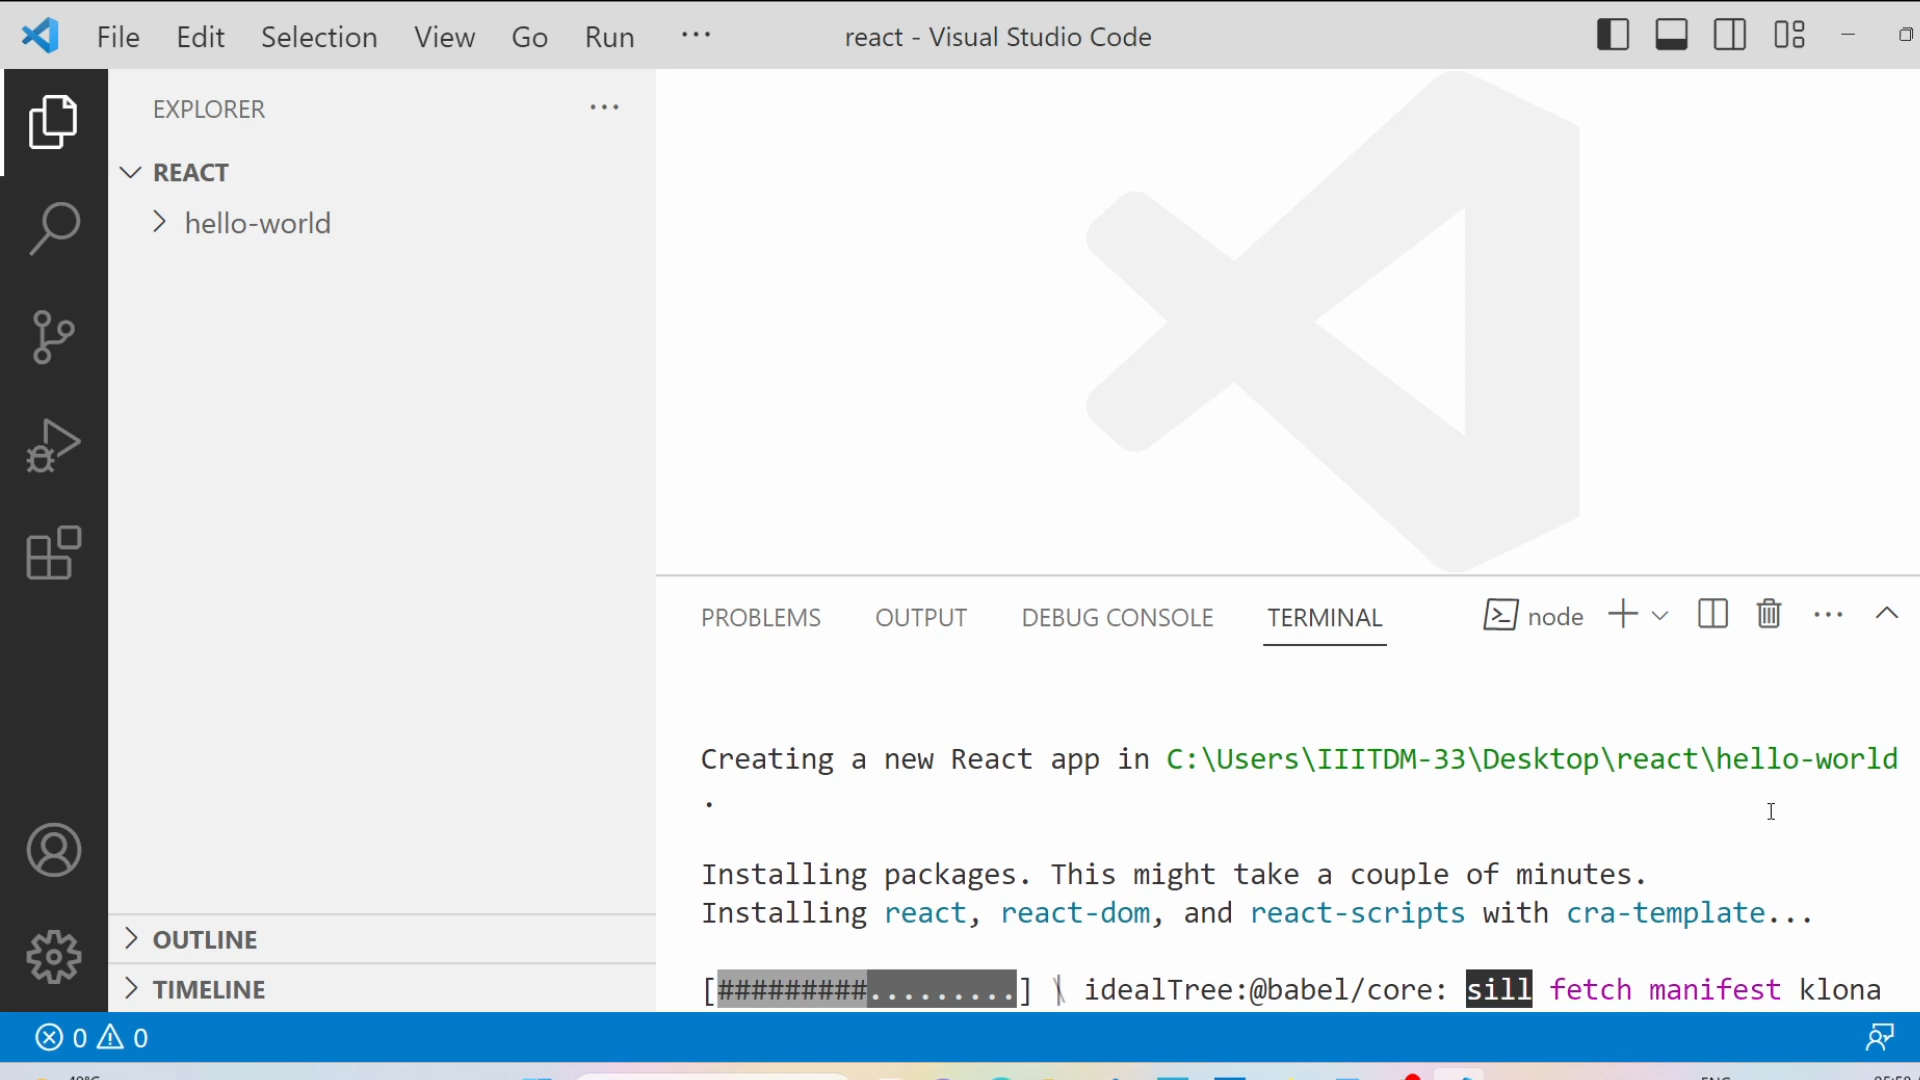 File Edit Selection View Go Run ··· react - Visual Studio Code
EXPLORER ···
REACT
hello-world
PROBLEMS OUTPUT DEBUG CONSOLE TERMINAL node ···
Creating a new React app in C:\Users\IIITDM-33\Desktop\react\hello-world
.
Installing packages. This might take a couple of minutes.
Installing react, react-dom, and react-scripts with cra-template...
[#########.........] \ idealTree:@babel/core: sill fetch manifest klona
OUTLINE
TIMELINE
0 0